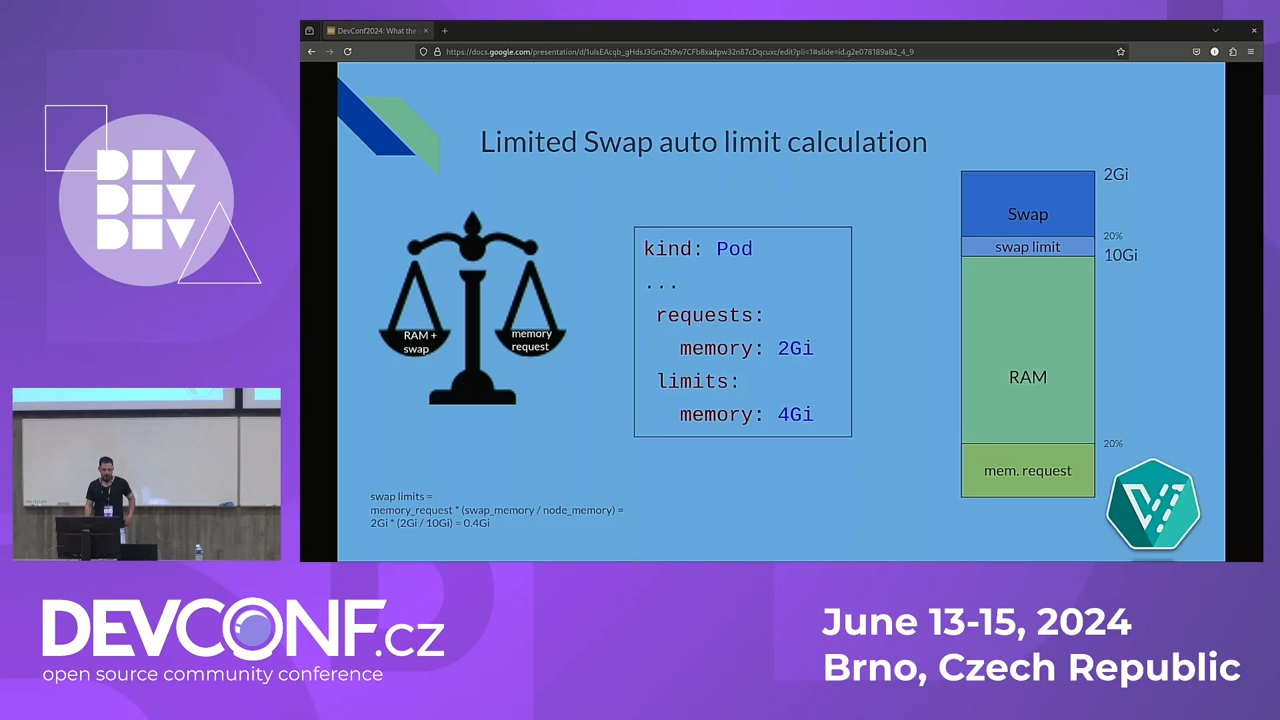 DevConf2024: What the
https://docs.google.com/presentation/d/1ulsEAcqb_gHdsJ3GmZh9w7CFb8xadpw32n87cDqcuxc/edit?pli=1#slide=id.g2e078189a82_4_9
DEV
DEV
DEV
Limited Swap auto limit calculation
RAM +
swap
memory
request
kind: Pod
...
requests:
memory: 2Gi
limits:
memory: 4Gi
2Gi
Swap
20%
swap limit
10Gi
RAM
20%
mem. request
swap limits =
memory_request * (swap_memory / node_memory) =
2Gi * (2Gi / 10Gi) = 0.4Gi
DEVCONF.cz
open source community conference
June 13-15, 2024
Brno, Czech Republic